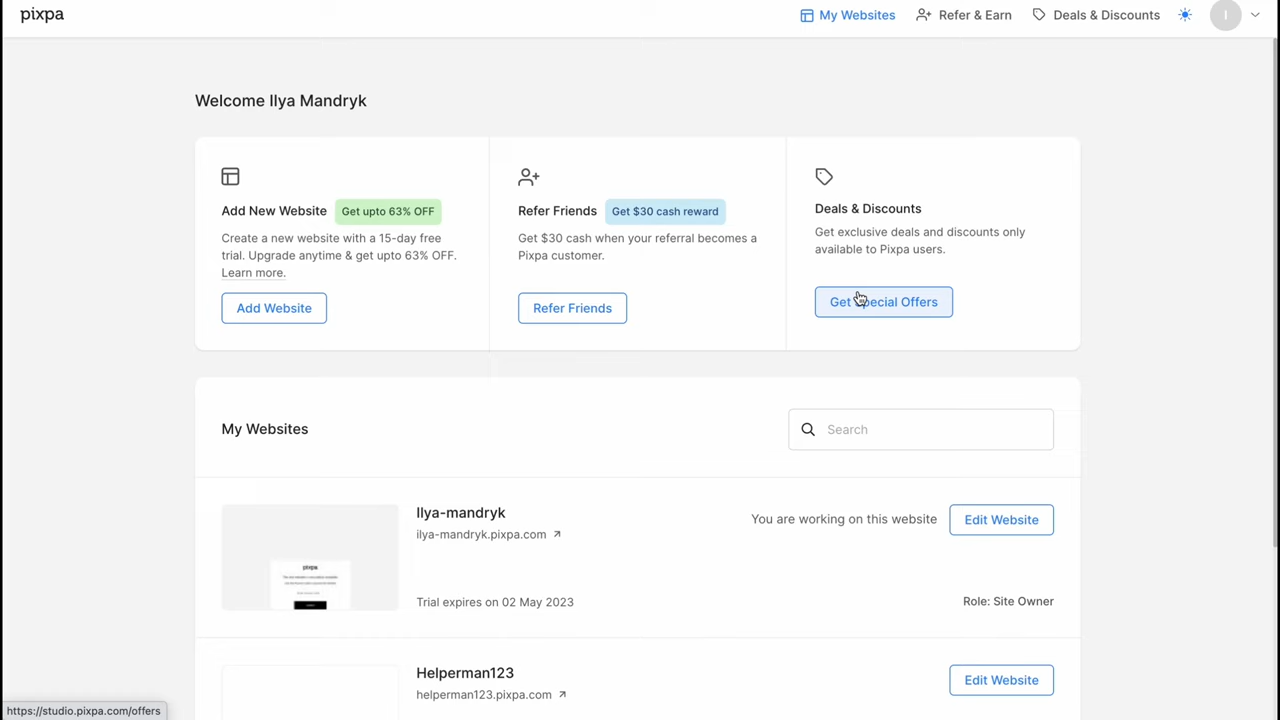 pixpa
My Websites
Refer & Earn
Deals & Discounts
I
Welcome Ilya Mandryk
Add New Website
Get upto 63% OFF
Create a new website with a 15-day free
trial. Upgrade anytime & get upto 63% OFF.
Learn more.
Add Website
Refer Friends
Get $30 cash reward
Get $30 cash when your referral becomes a
Pixpa customer.
Refer Friends
Deals & Discounts
Get exclusive deals and discounts only
available to Pixpa users.
Get Special Offers
My Websites
Search
pixpa
Ilya-mandryk
ilya-mandryk.pixpa.com
You are working on this website
Edit Website
Trial expires on 02 May 2023
Role: Site Owner
Helperman123
helperman123.pixpa.com
Edit Website
https://studio.pixpa.com/offers